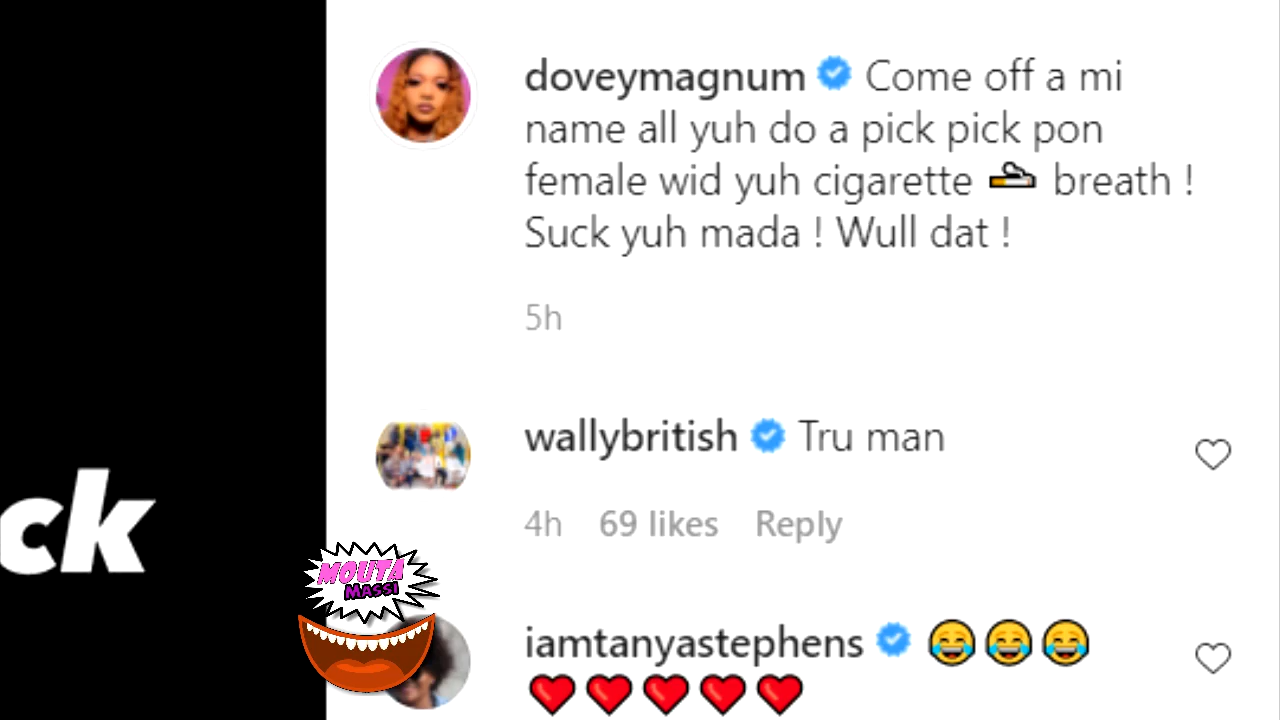 doveymagnum Come off a mi
name all yuh do a pick pick pon
female wid yuh cigarette 🚬 breath !
Suck yuh mada ! Wull dat !
5h
wallybritish Tru man
4h 69 likes Reply
ck
MOUTA
MASSI
iamtanyastephens 😂😂😂
❤️❤️❤️❤️❤️